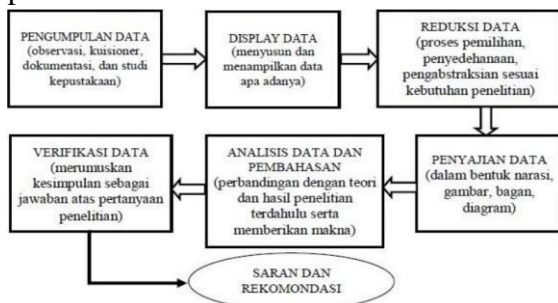 PENGUMPULAN DATA
(observasi, kuisioner,
dokumentasi, dan studi
kepustakaan)
DISPLAY DATA
(menyusun dan
menampilkan data
apa adanya)
REDUKSI DATA
(proses pemilihan,
penyedehanaan,
pengabstraksian sesuai
kebutuhan penelitian)
PENYAJIAN DATA
(dalam bentuk narasi,
gambar, bagan,
diagram)
ANALISIS DATA DAN
PEMBAHASAN
(perbandingan dengan teori
dan hasil penelitian
terdahulu serta
memberikan makna)
VERIFIKASI DATA
(merumuskan
kesimpulan sebagai
jawaban atas pertanyaan
penelitian)
SARAN DAN
REKOMONDASI